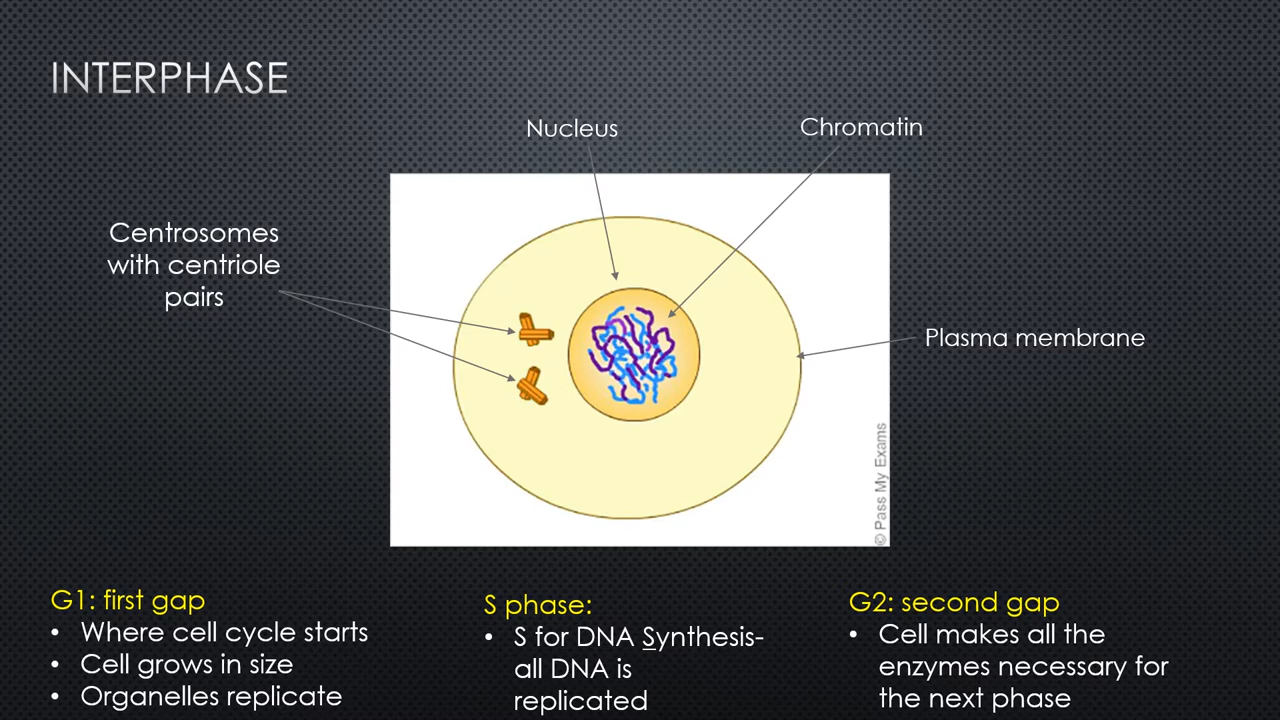 INTERPHASE
Nucleus
Chromatin
Centrosomes
with centriole
pairs
Plasma membrane
© Pass My Exams
G1: first gap
• Where cell cycle starts
• Cell grows in size
• Organelles replicate
S phase:
• S for DNA Synthesis-
all DNA is
replicated
G2: second gap
• Cell makes all the
enzymes necessary for
the next phase